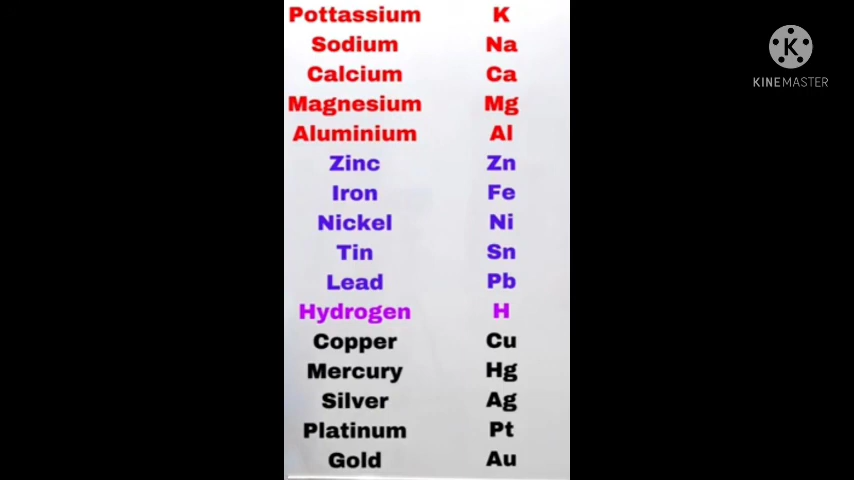 Pottassium K
Sodium Na
Calcium Ca
Magnesium Mg
Aluminium Al
Zinc Zn
Iron Fe
Nickel Ni
Tin Sn
Lead Pb
Hydrogen H
Copper Cu
Mercury Hg
Silver Ag
Platinum Pt
Gold Au
K
KINEMASTER